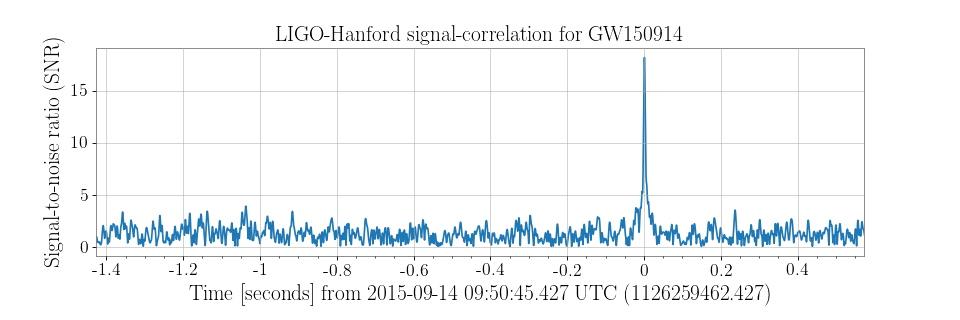 LIGO-Hanford signal-correlation for GW150914
Signal-to-noise ratio (SNR)
15
10
5
0
-1.4 -1.2 -1 -0.8 -0.6 -0.4 -0.2 0 0.2 0.4
Time [seconds] from 2015-09-14 09:50:45.427 UTC (1126259462.427)